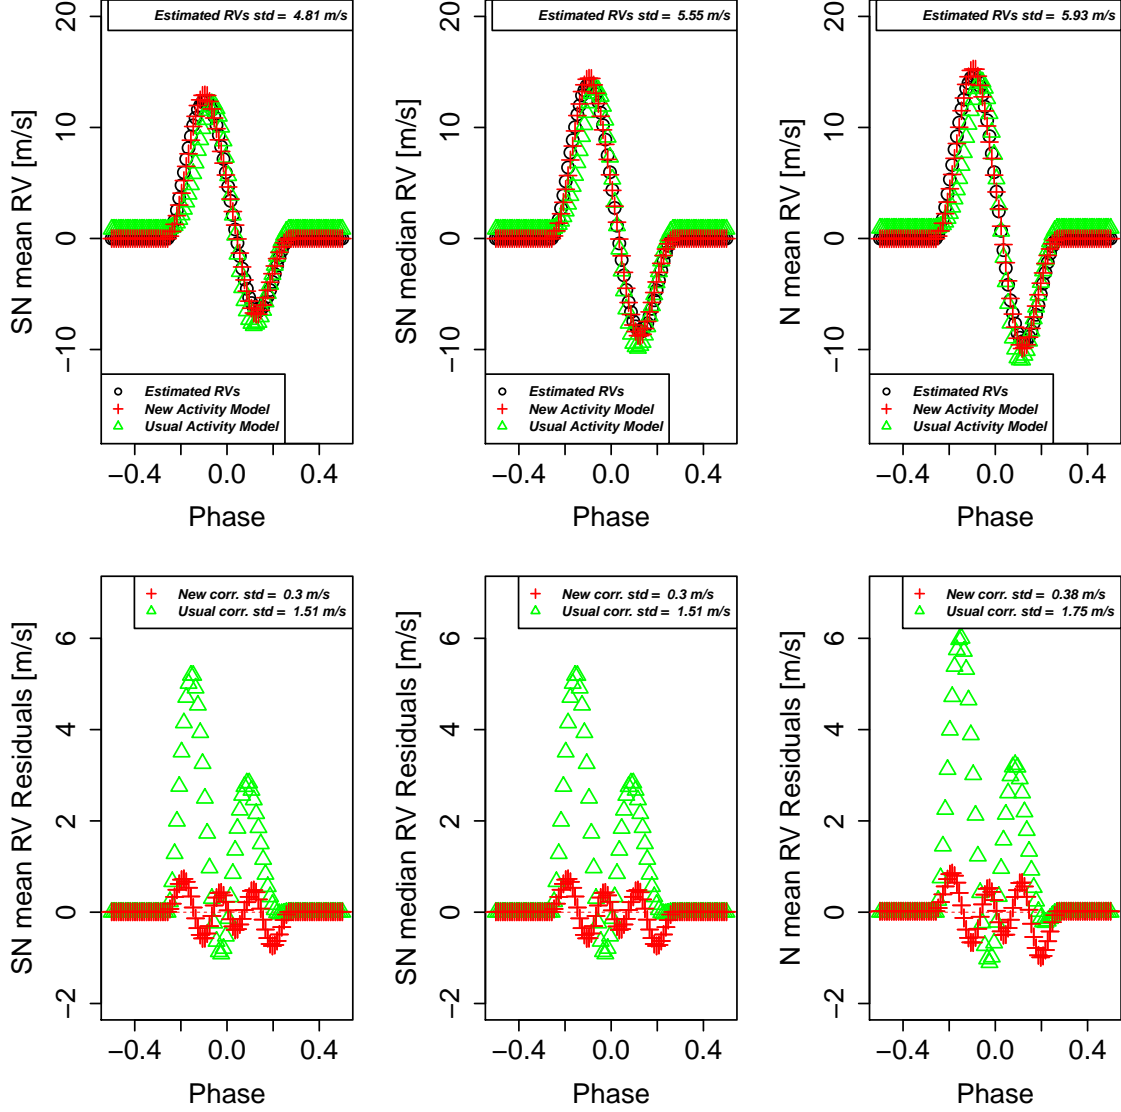 Estimated RVs std = 4.81 m/s
SN mean RV [m/s]
20
10
0
−10
Estimated RVs
New Activity Model
Usual Activity Model
−0.4 0.0 0.4
Phase
Estimated RVs std = 5.55 m/s
SN median RV [m/s]
20
10
0
−10
Estimated RVs
New Activity Model
Usual Activity Model
−0.4 0.0 0.4
Phase
Estimated RVs std = 5.93 m/s
N mean RV [m/s]
20
10
0
−10
Estimated RVs
New Activity Model
Usual Activity Model
−0.4 0.0 0.4
Phase
New corr. std = 0.3 m/s
Usual corr. std = 1.51 m/s
SN mean RV Residuals [m/s]
6
4
2
0
−2
−0.4 0.0 0.4
Phase
New corr. std = 0.3 m/s
Usual corr. std = 1.51 m/s
SN median RV Residuals [m/s]
6
4
2
0
−2
−0.4 0.0 0.4
Phase
New corr. std = 0.38 m/s
Usual corr. std = 1.75 m/s
N mean RV Residuals [m/s]
6
4
2
0
−2
−0.4 0.0 0.4
Phase